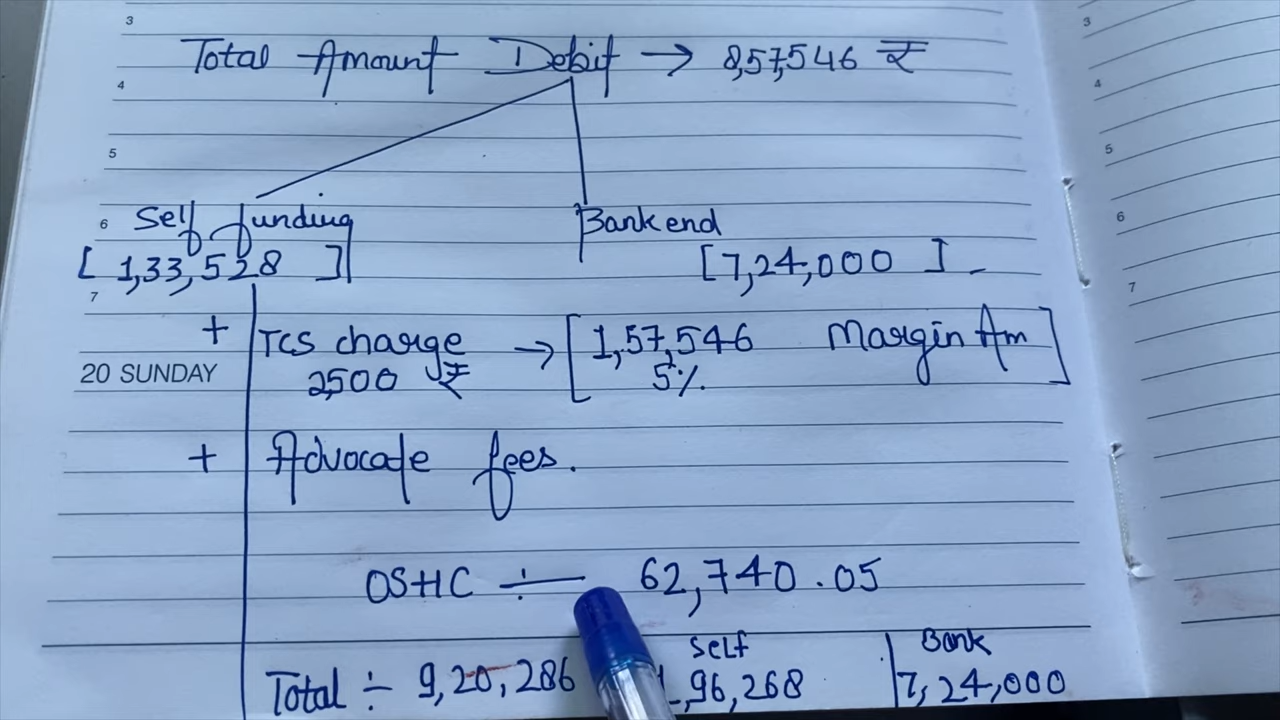 3
Total Amount Debit → 8,57,546 ₹
3
4
4
5
5
6 Self funding Bank end
6
[ 1,33,528 ] [7,24,000 ] -
7
7
+ TCS charge → [ 1,57,546 Margin Am ]
20 SUNDAY 2,500 ₹ 5%
+ Advocate fees.
OSHC ÷ 62,740.05
Self Bank
Total ÷ 9,20,286 ,96,268 7,24,000